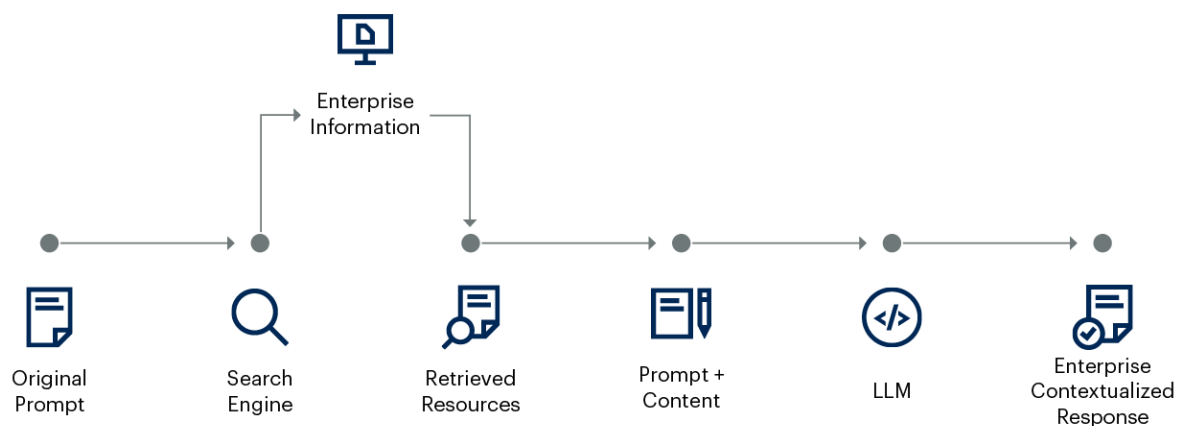 Enterprise
Information
Original
Prompt
Search
Engine
Retrieved
Resources
Prompt +
Content
</>
LLM
Enterprise
Contextualized
Response